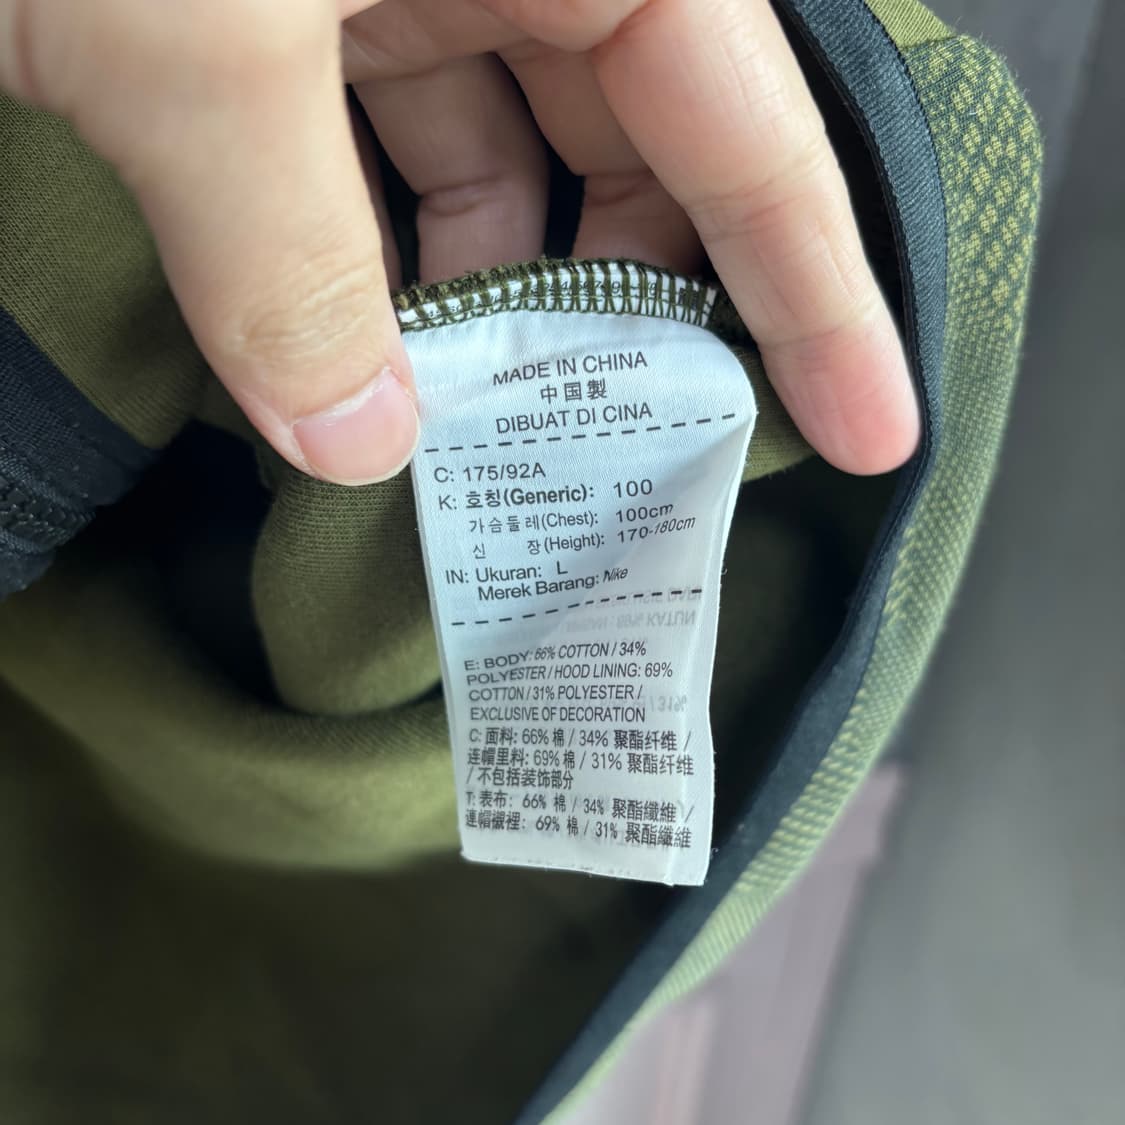 MADE IN CHINA
中国製
DIBUAT DI CINA
C: 175/92A
K: 호칭(Generic): 100
가슴둘레(Chest): 100cm
신 장(Height): 170-180cm
IN: Ukuran: L
Merek Barang: Nike
E: BODY: 66% COTTON / 34%
POLYESTER / HOOD LINING: 69%
COTTON / 31% POLYESTER /
EXCLUSIVE OF DECORATION
C: 面料: 66% 棉 / 34% 聚酯纤维 /
连帽里料: 69% 棉 / 31% 聚酯纤维
/ 不包括装饰部分
T: 表布: 66% 棉 / 34% 聚酯纖維 /
連帽襯裡: 69% 棉 / 31% 聚酯纖維